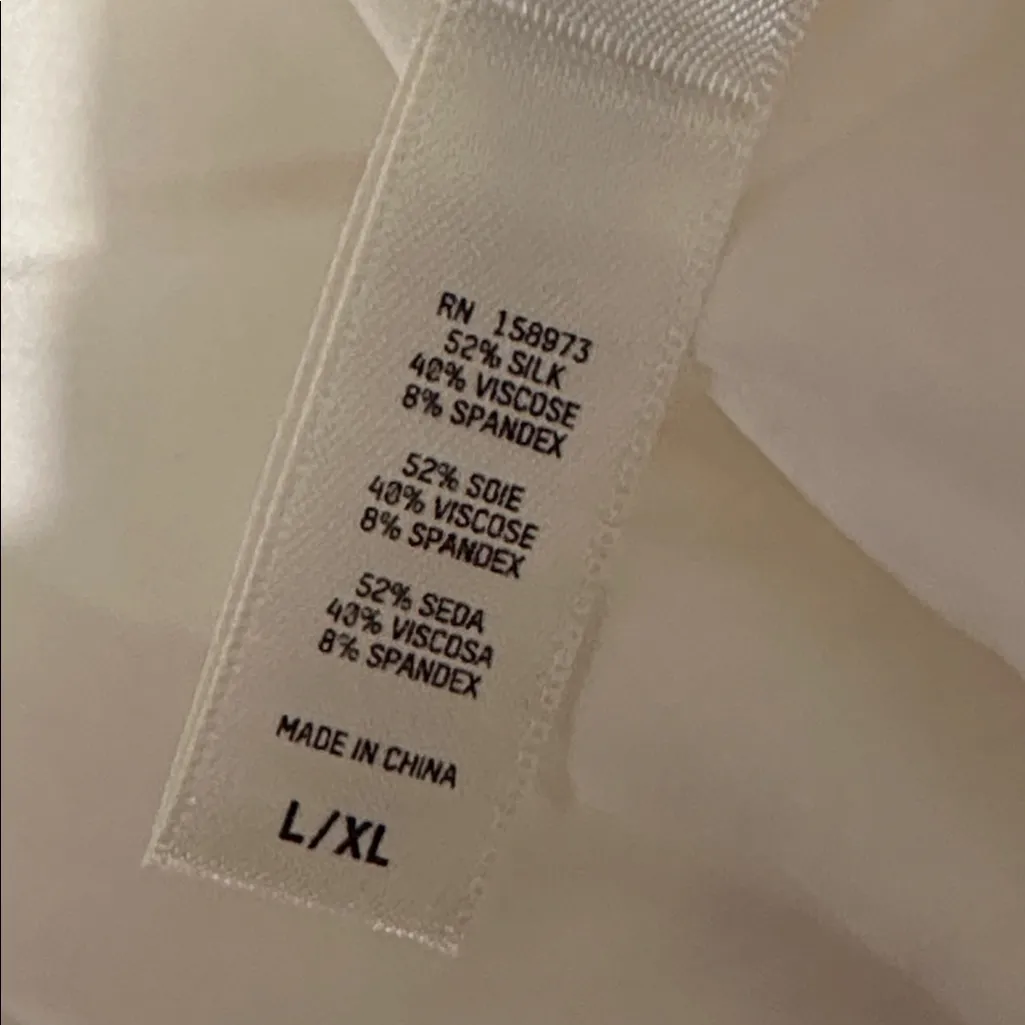 RN 158973
52% SILK
40% VISCOSE
8% SPANDEX
52% SOIE
40% VISCOSE
8% SPANDEX
52% SEDA
40% VISCOSA
8% SPANDEX
MADE IN CHINA
L/XL